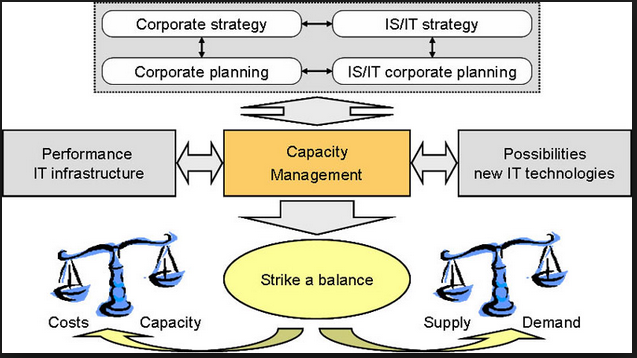 Corporate strategy
IS/IT strategy
Corporate planning
IS/IT corporate planning
Performance
IT infrastructure
Capacity
Management
Possibilities
new IT technologies
Strike a balance
Costs
Capacity
Supply
Demand